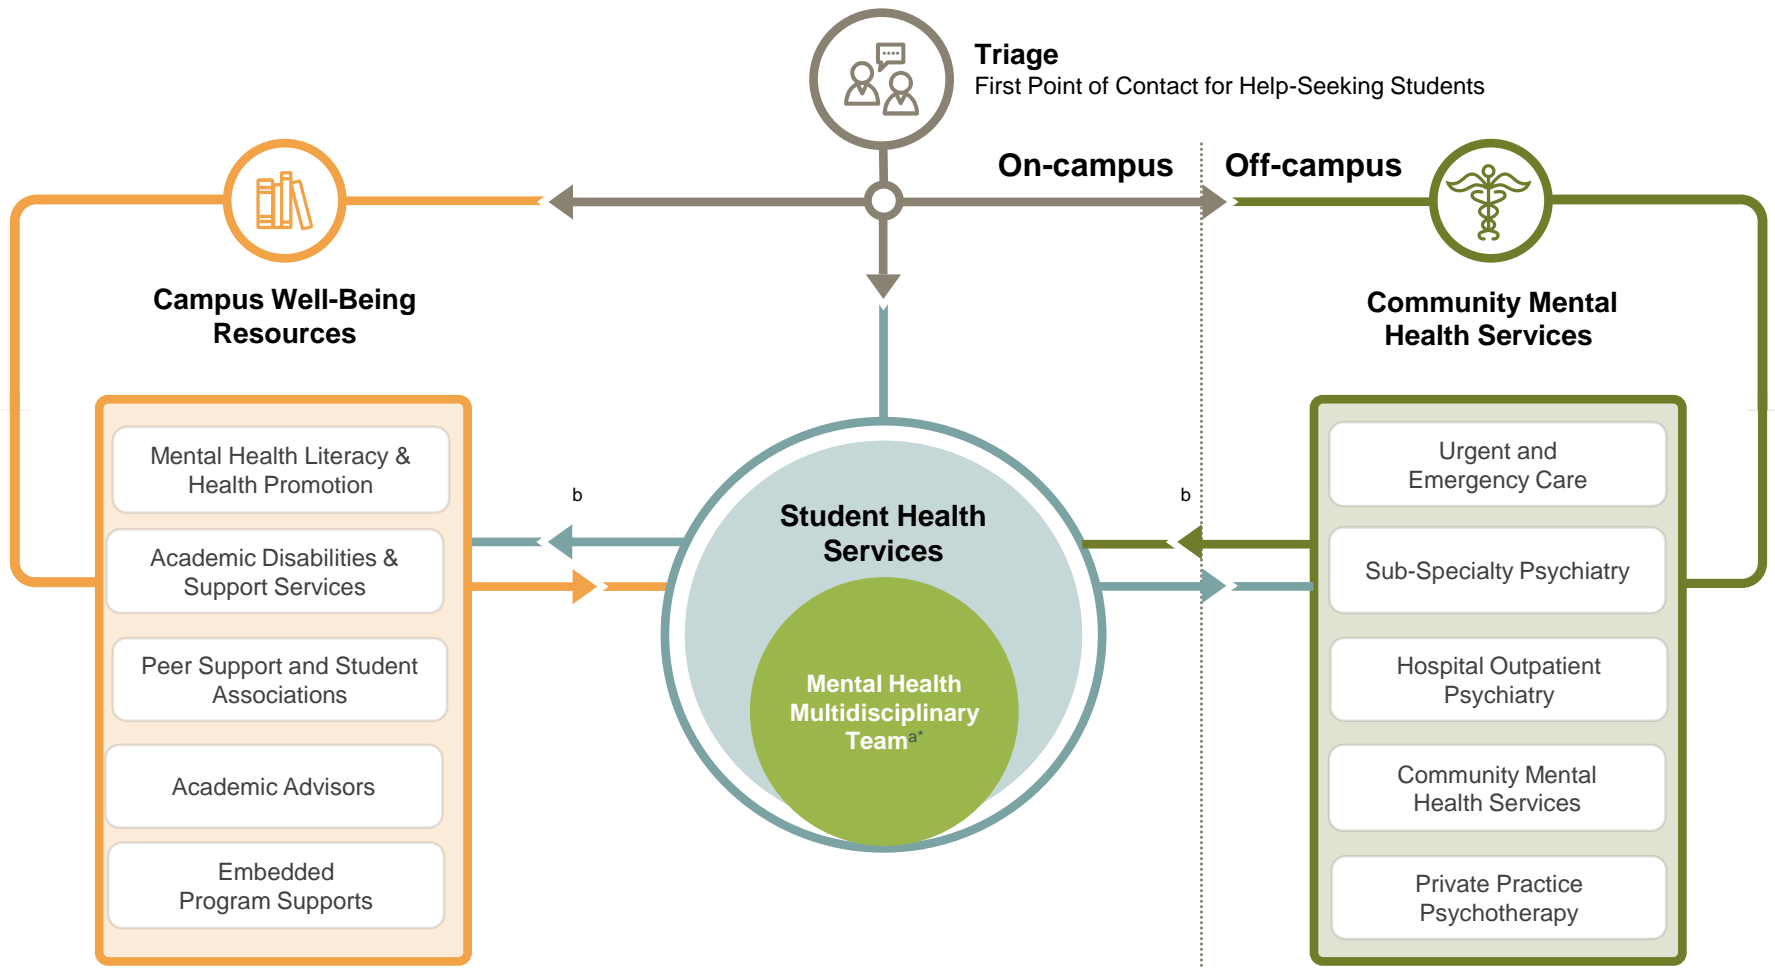 Triage
First Point of Contact for Help-Seeking Students
On-campus
Off-campus
Campus Well-Being
Resources
Community Mental
Health Services
Mental Health Literacy &
Health Promotion
Academic Disabilities &
Support Services
Peer Support and Student
Associations
Academic Advisors
Embedded
Program Supports
b
Student Health
Services
Mental Health
Multidisciplinary
Teamᵃ*
b
Urgent and
Emergency Care
Sub-Specialty Psychiatry
Hospital Outpatient
Psychiatry
Community Mental
Health Services
Private Practice
Psychotherapy